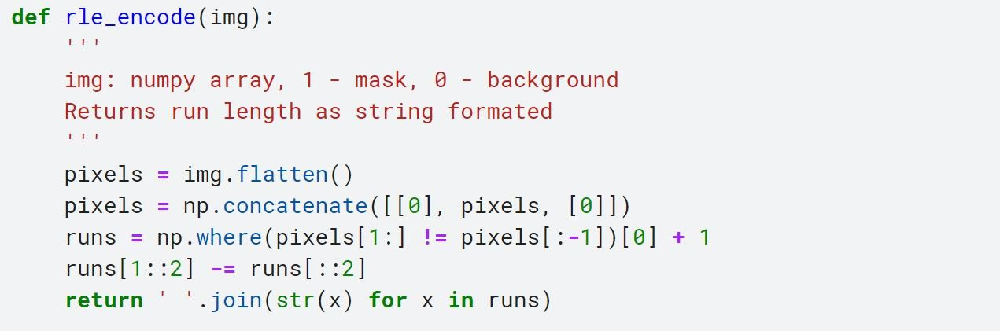 def rle_encode(img):
    '''
    img: numpy array, 1 - mask, 0 - background
    Returns run length as string formated
    '''
    pixels = img.flatten()
    pixels = np.concatenate([[0], pixels, [0]])
    runs = np.where(pixels[1:] != pixels[:-1])[0] + 1
    runs[1::2] -= runs[::2]
    return ' '.join(str(x) for x in runs)